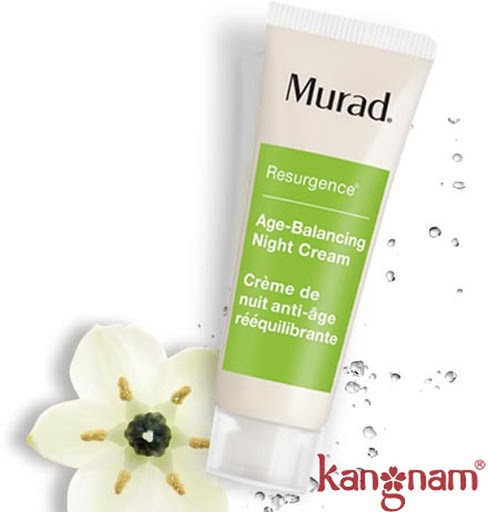 Murad.
Resurgence®
Age-Balancing
Night Cream
Crème de
nuit anti-âge
rééquilibrante
kangnam®